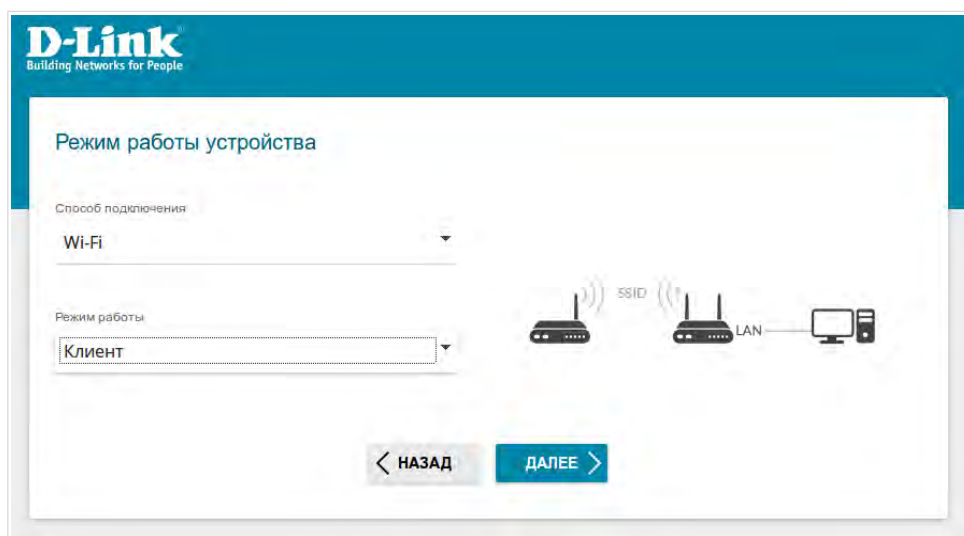 D-Link
Building Networks for People
Режим работы устройства
Способ подключения
Wi-Fi
Режим работы
Клиент
SSID
LAN
НАЗАД
ДАЛЕЕ